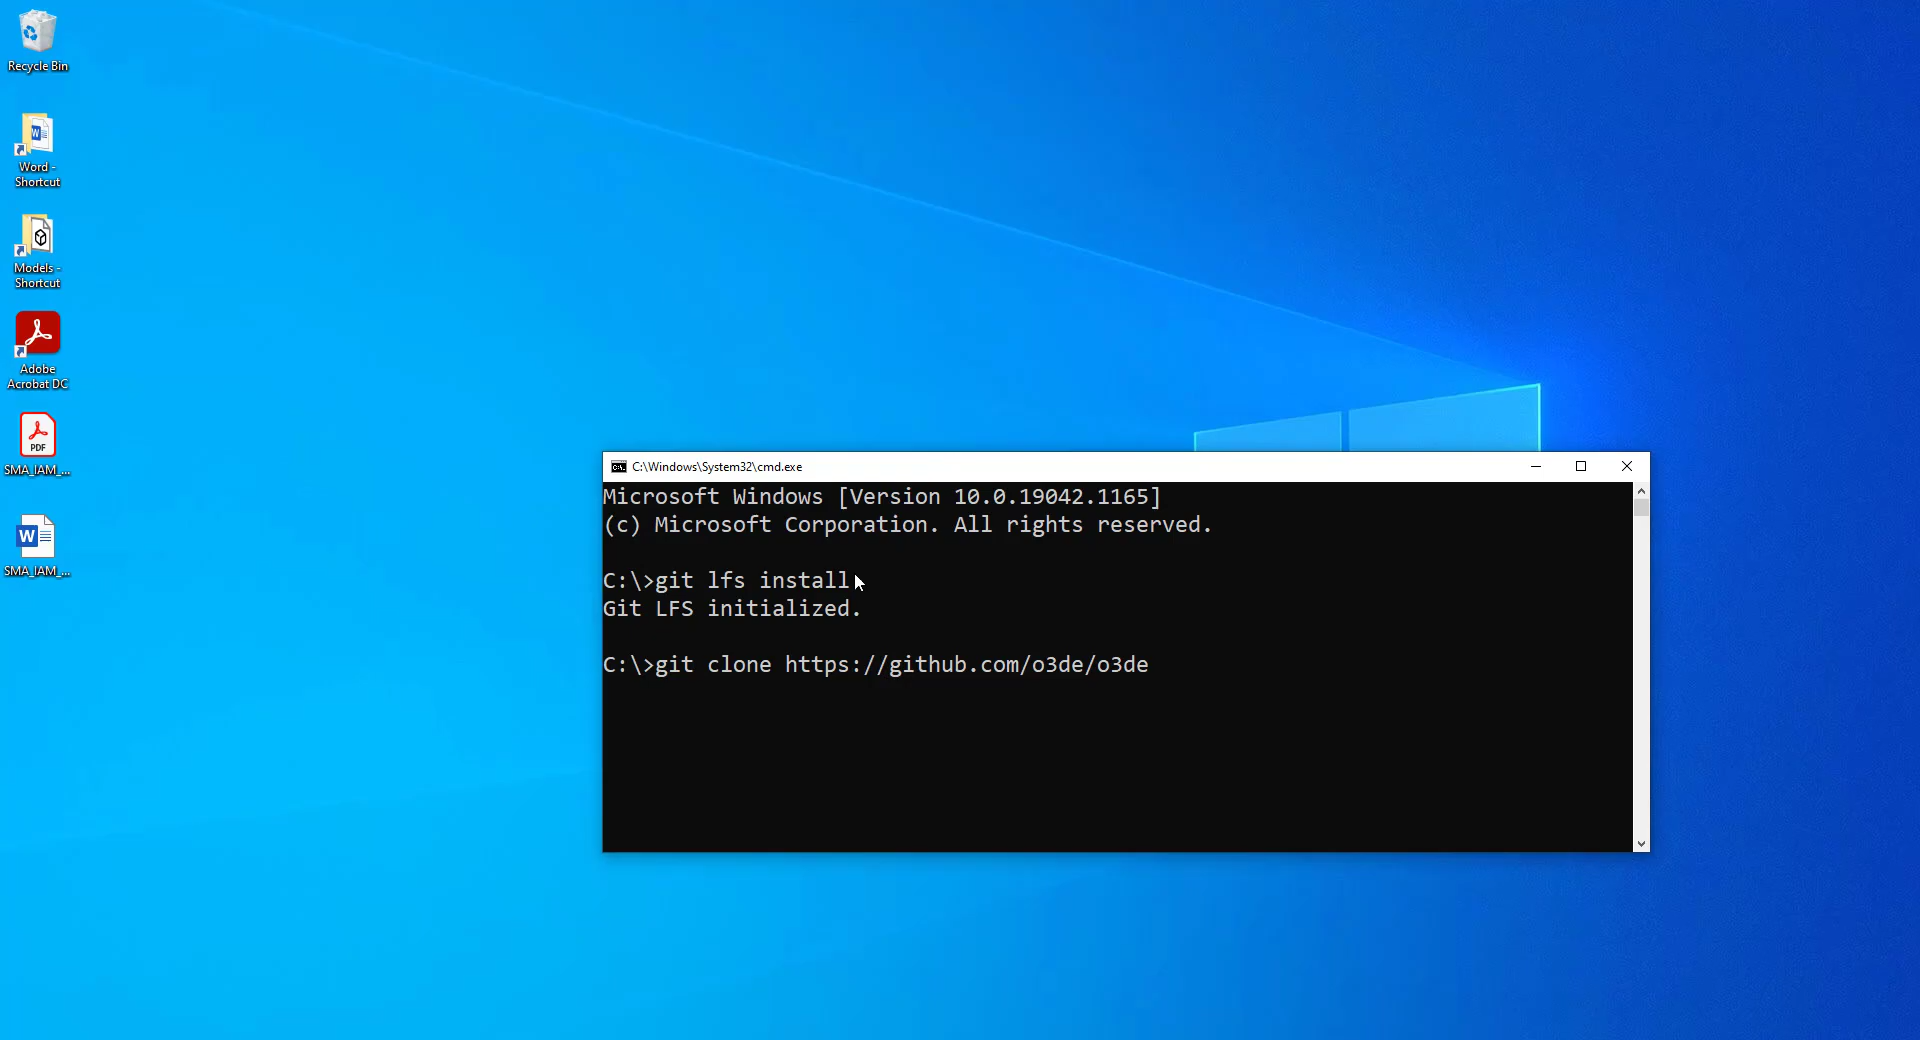 Recycle Bin
Word -
Shortcut
Models -
Shortcut
Adobe
Acrobat DC
PDF
SMA_IAM_...
W
SMA_IAM_...
C:\Windows\System32\cmd.exe
Microsoft Windows [Version 10.0.19042.1165]
(c) Microsoft Corporation. All rights reserved.
C:\>git lfs install
Git LFS initialized.
C:\>git clone https://github.com/o3de/o3de